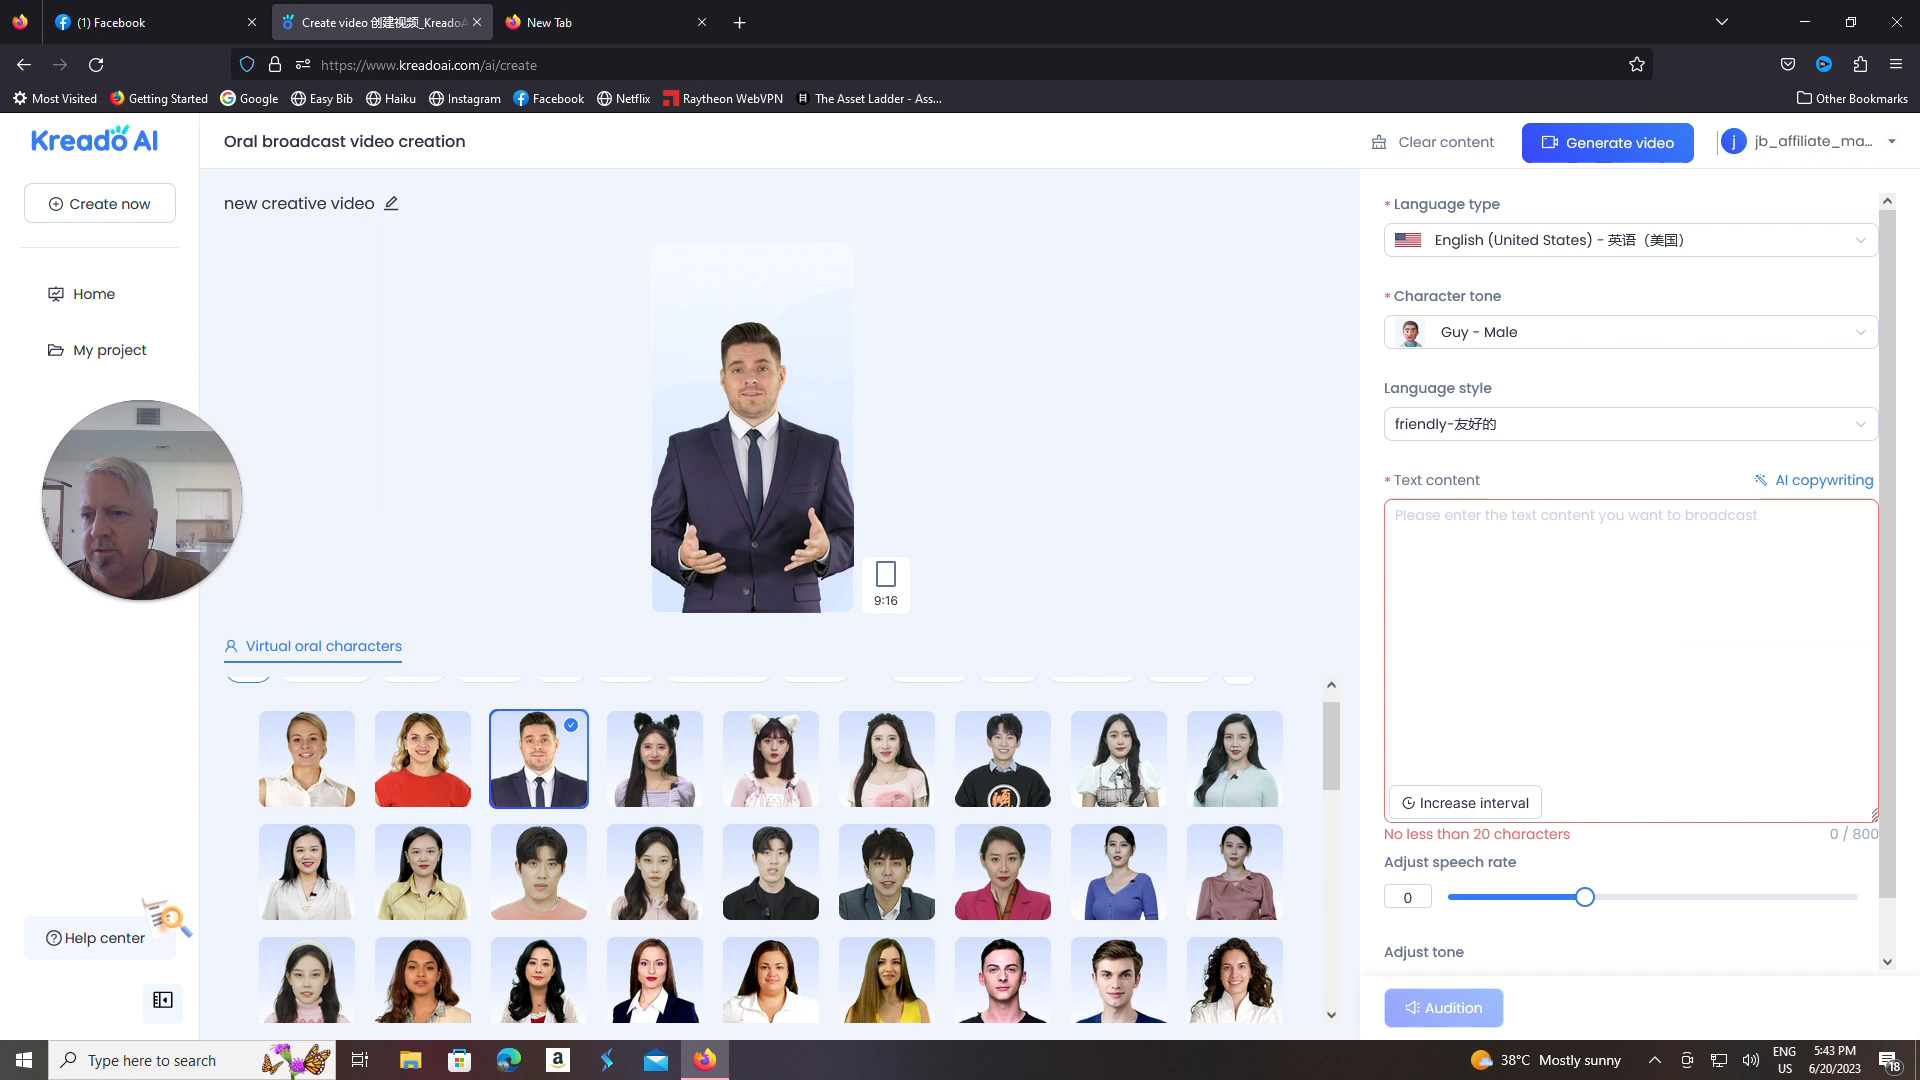 (1) Facebook
Create video 创建视频_KreadoA
New Tab
https://www.kreadoai.com/ai/create
Most Visited
Getting Started
Google
Easy Bib
Haiku
Instagram
Facebook
Netflix
Raytheon WebVPN
The Asset Ladder - Ass...
Other Bookmarks
Kreado AI
Oral broadcast video creation
Clear content
Generate video
j
jb_affiliate_ma...
Create now
new creative video
Language type
English (United States) - 英语（美国）
Home
Character tone
Guy - Male
My project
Language style
friendly-友好的
Text content
AI copywriting
Please enter the text content you want to broadcast
9:16
Virtual oral characters
Increase interval
No less than 20 characters
0 / 800
Adjust speech rate
0
Help center
Adjust tone
Audition
Type here to search
a
38°C Mostly sunny
ENG
US
5:43 PM
6/20/2023
18